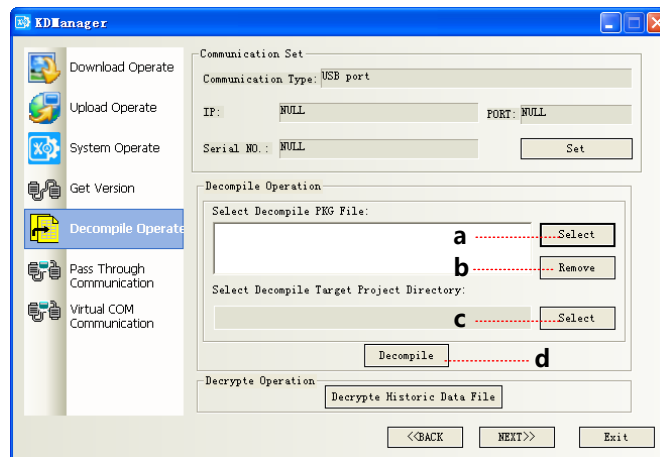 KDManager
Download Operate
Upload Operate
System Operate
Get Version
Decompile Operate
Pass Through
Communication
Virtual COM
Communication
Communication Set
Communication Type: USB port
IP: NULL PORT: NULL
Serial NO.: NULL Set
Decompile Operation
Select Decompile PKG File:
a Select
b Remove
Select Decompile Target Project Directory:
c Select
Decompile d
Decrypte Operation
Decrypte Historic Data File
<<BACK NEXT>> Exit